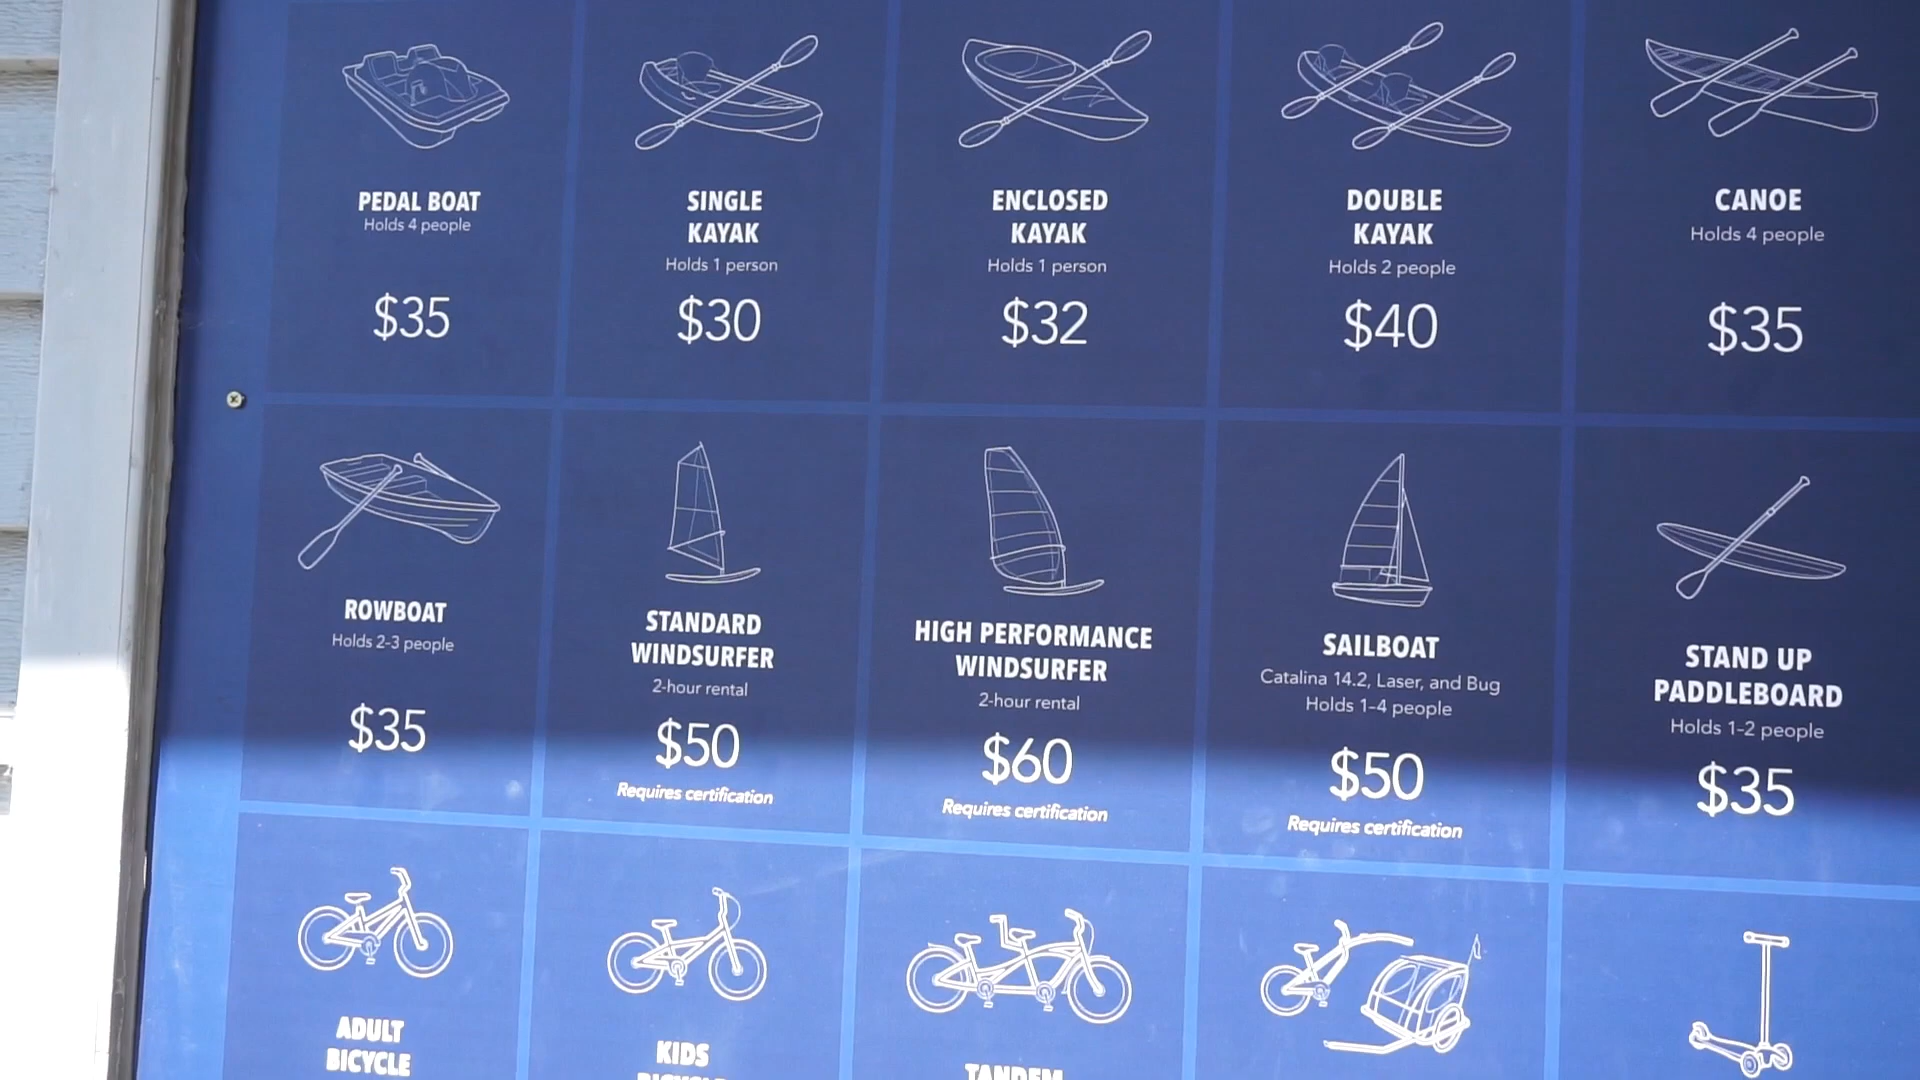 PEDAL BOAT
Holds 4 people
$35
SINGLE
KAYAK
Holds 1 person
$30
ENCLOSED
KAYAK
Holds 1 person
$32
DOUBLE
KAYAK
Holds 2 people
$40
CANOE
Holds 4 people
$35
ROWBOAT
Holds 2-3 people
$35
STANDARD
WINDSURFER
2-hour rental
$50
Requires certification
HIGH PERFORMANCE
WINDSURFER
2-hour rental
$60
Requires certification
SAILBOAT
Catalina 14.2, Laser, and Bug
Holds 1-4 people
$50
Requires certification
STAND UP
PADDLEBOARD
Holds 1-2 people
$35
ADULT
BICYCLE
KIDS
TANDEM